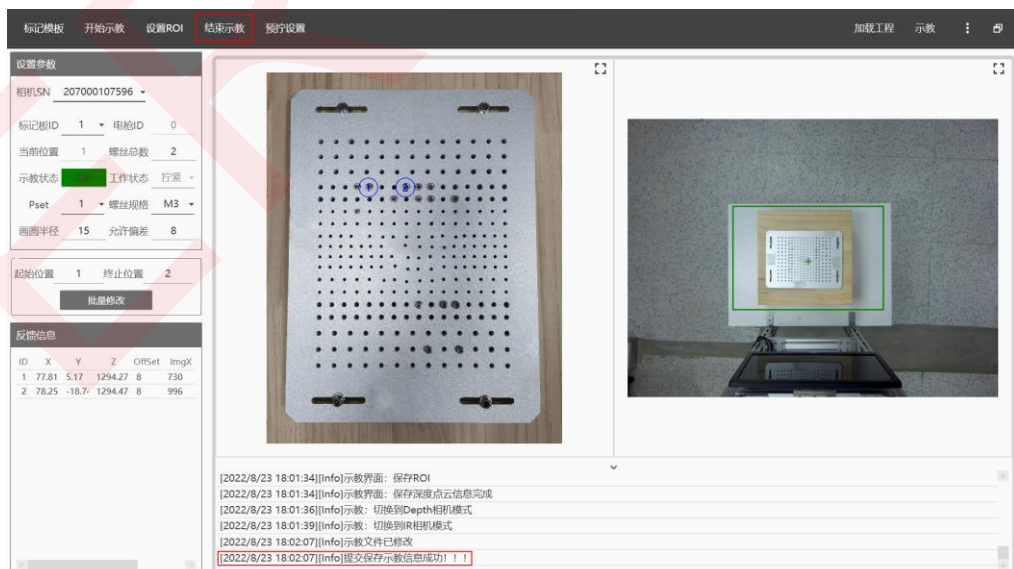 标记模板 开始示教 设置ROI 结束示教 预拧设置 加载工程 示教
设置参数
相机SN 207000107596
标记板ID 1 电枪ID 0
当前位置 1 螺丝总数 2
示教状态 OK 工作状态 拧紧
Pset 1 螺丝规格 M3
画圆半径 15 允许偏差 8
起始位置 1 终止位置 2
批量修改
反馈信息
ID X Y Z OffSet ImgX
1 77.81 5.17 1294.27 8 730
2 78.25 -18.7 1294.47 8 996
1 2
[2022/8/23 18:01:34][Info]示教界面：保存ROI
[2022/8/23 18:01:34][Info]示教界面：保存深度点云信息完成
[2022/8/23 18:01:36][Info]示教：切换到Depth相机模式
[2022/8/23 18:01:39][Info]示教：切换到IR相机模式
[2022/8/23 18:02:07][Info]示教文件已修改
[2022/8/23 18:02:07][Info]提交保存示教信息成功！！！